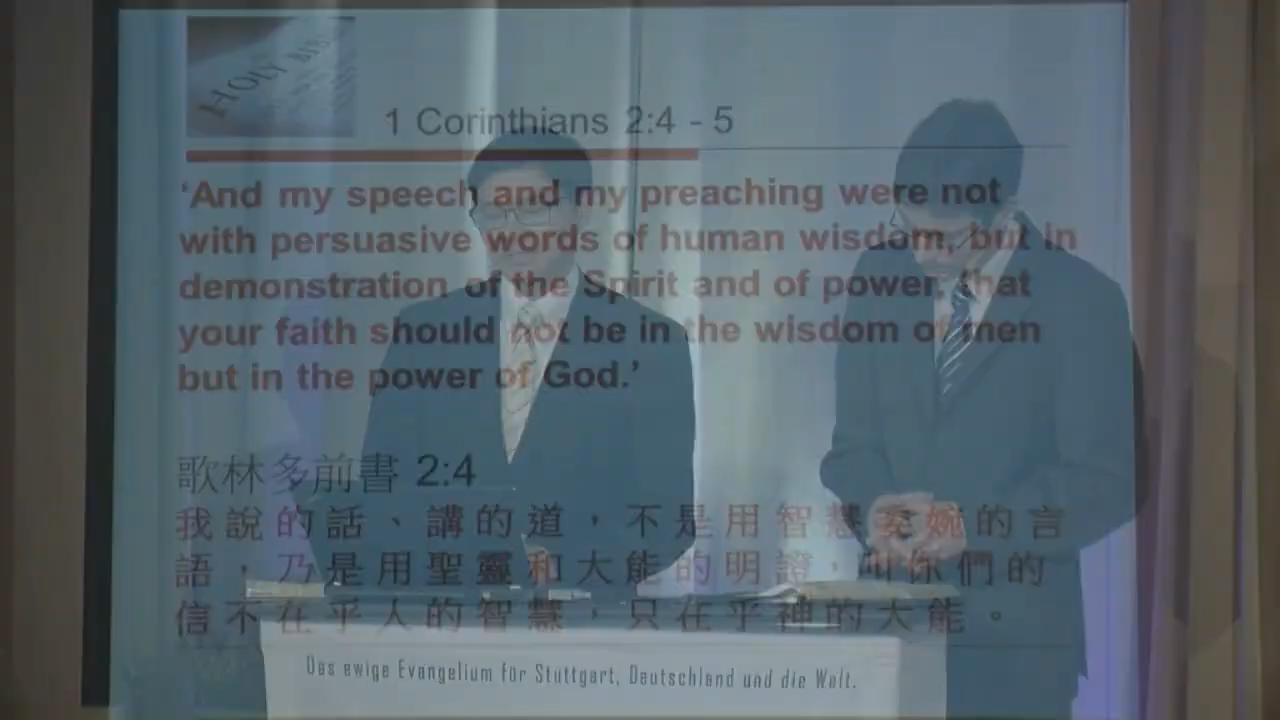 HOLY BIB
1 Corinthians 2:4 - 5
‘And my speech and my preaching were not
with persuasive words of human wisdom, but in
demonstration of the Spirit and of power, that
your faith should not be in the wisdom of men
but in the power of God.’
歌林多前書 2:4
我說的話、講的道，不是用智慧委婉的言
語，乃是用聖靈和大能的明證，叫你們的
信不在乎人的智慧，只在乎神的大能。
Das ewige Evangelium für Stuttgart, Deutschland und die Welt.